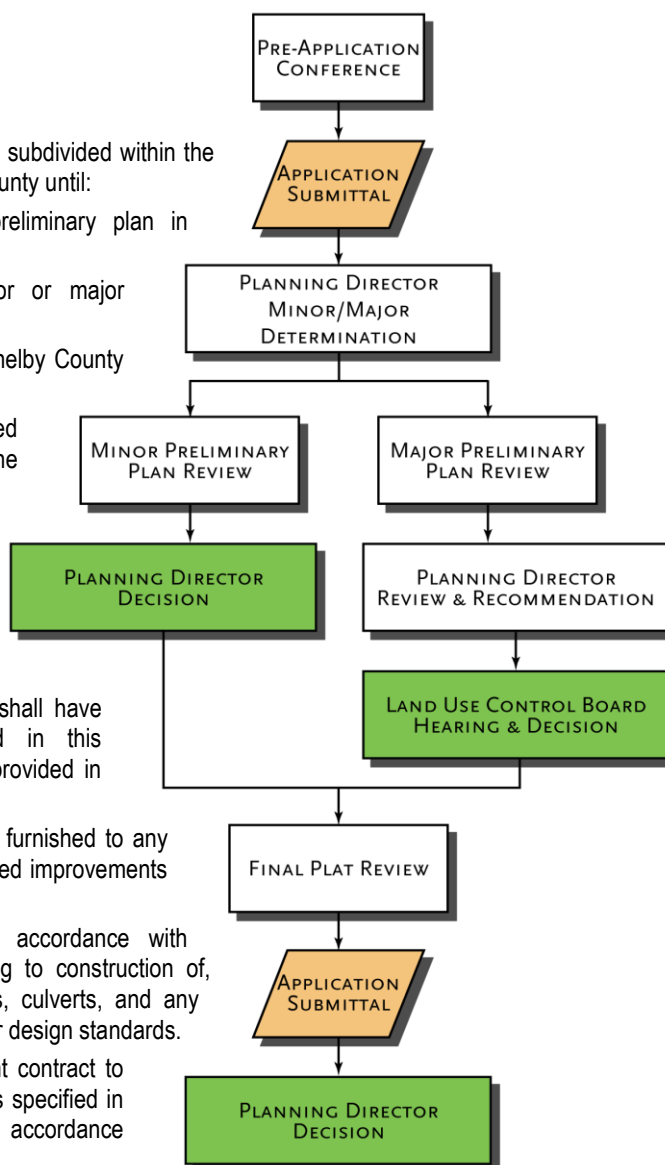 PRE-APPLICATION
CONFERENCE
subdivided within the
unty until:
reliminary plan in
APPLICATION
SUBMITTAL
or or major
PLANNING DIRECTOR
MINOR/MAJOR
DETERMINATION
helby County
ed
ne
MINOR PRELIMINARY
PLAN REVIEW
MAJOR PRELIMINARY
PLAN REVIEW
PLANNING DIRECTOR
DECISION
PLANNING DIRECTOR
REVIEW & RECOMMENDATION
LAND USE CONTROL BOARD
HEARING & DECISION
shall have
d in this
provided in
furnished to any
ed improvements
FINAL PLAT REVIEW
accordance with
g to construction of,
s, culverts, and any
r design standards.
APPLICATION
SUBMITTAL
nt contract to
s specified in
accordance
PLANNING DIRECTOR
DECISION